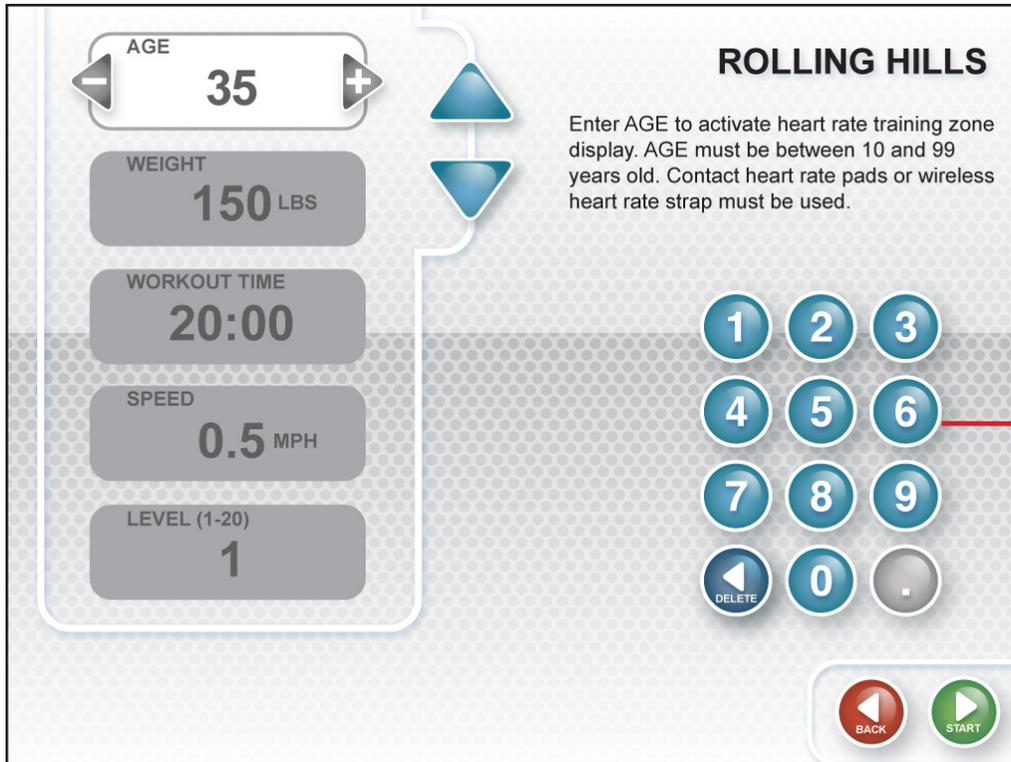 AGE
35
WEIGHT
150 LBS
WORKOUT TIME
20:00
SPEED
0.5 MPH
LEVEL (1-20)
1
ROLLING HILLS
Enter AGE to activate heart rate training zone
display. AGE must be between 10 and 99
years old. Contact heart rate pads or wireless
heart rate strap must be used.
1 2 3
4 5 6
7 8 9
DELETE 0 .
BACK START